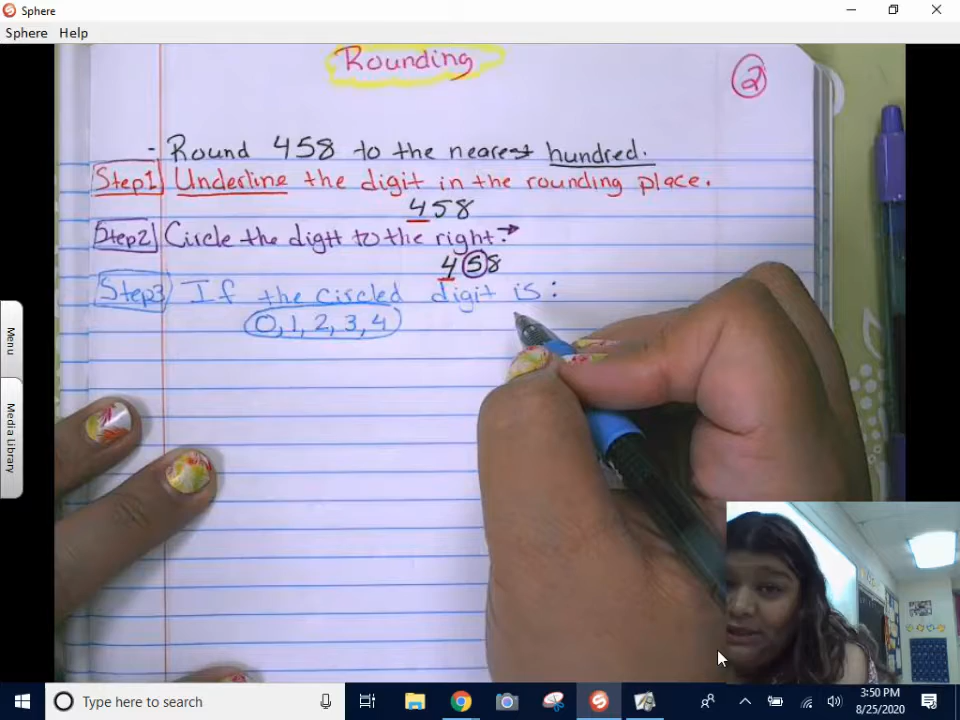 Sphere
Sphere Help
Rounding
2
- Round 458 to the nearest hundred.
Step1 Underline the digit in the rounding place.
458
Step2 Circle the digit to the right.→
458
Step3 If the circled digit is:
0, 1, 2, 3, 4
Menu
Media Library
Type here to search
3:50 PM
8/25/2020